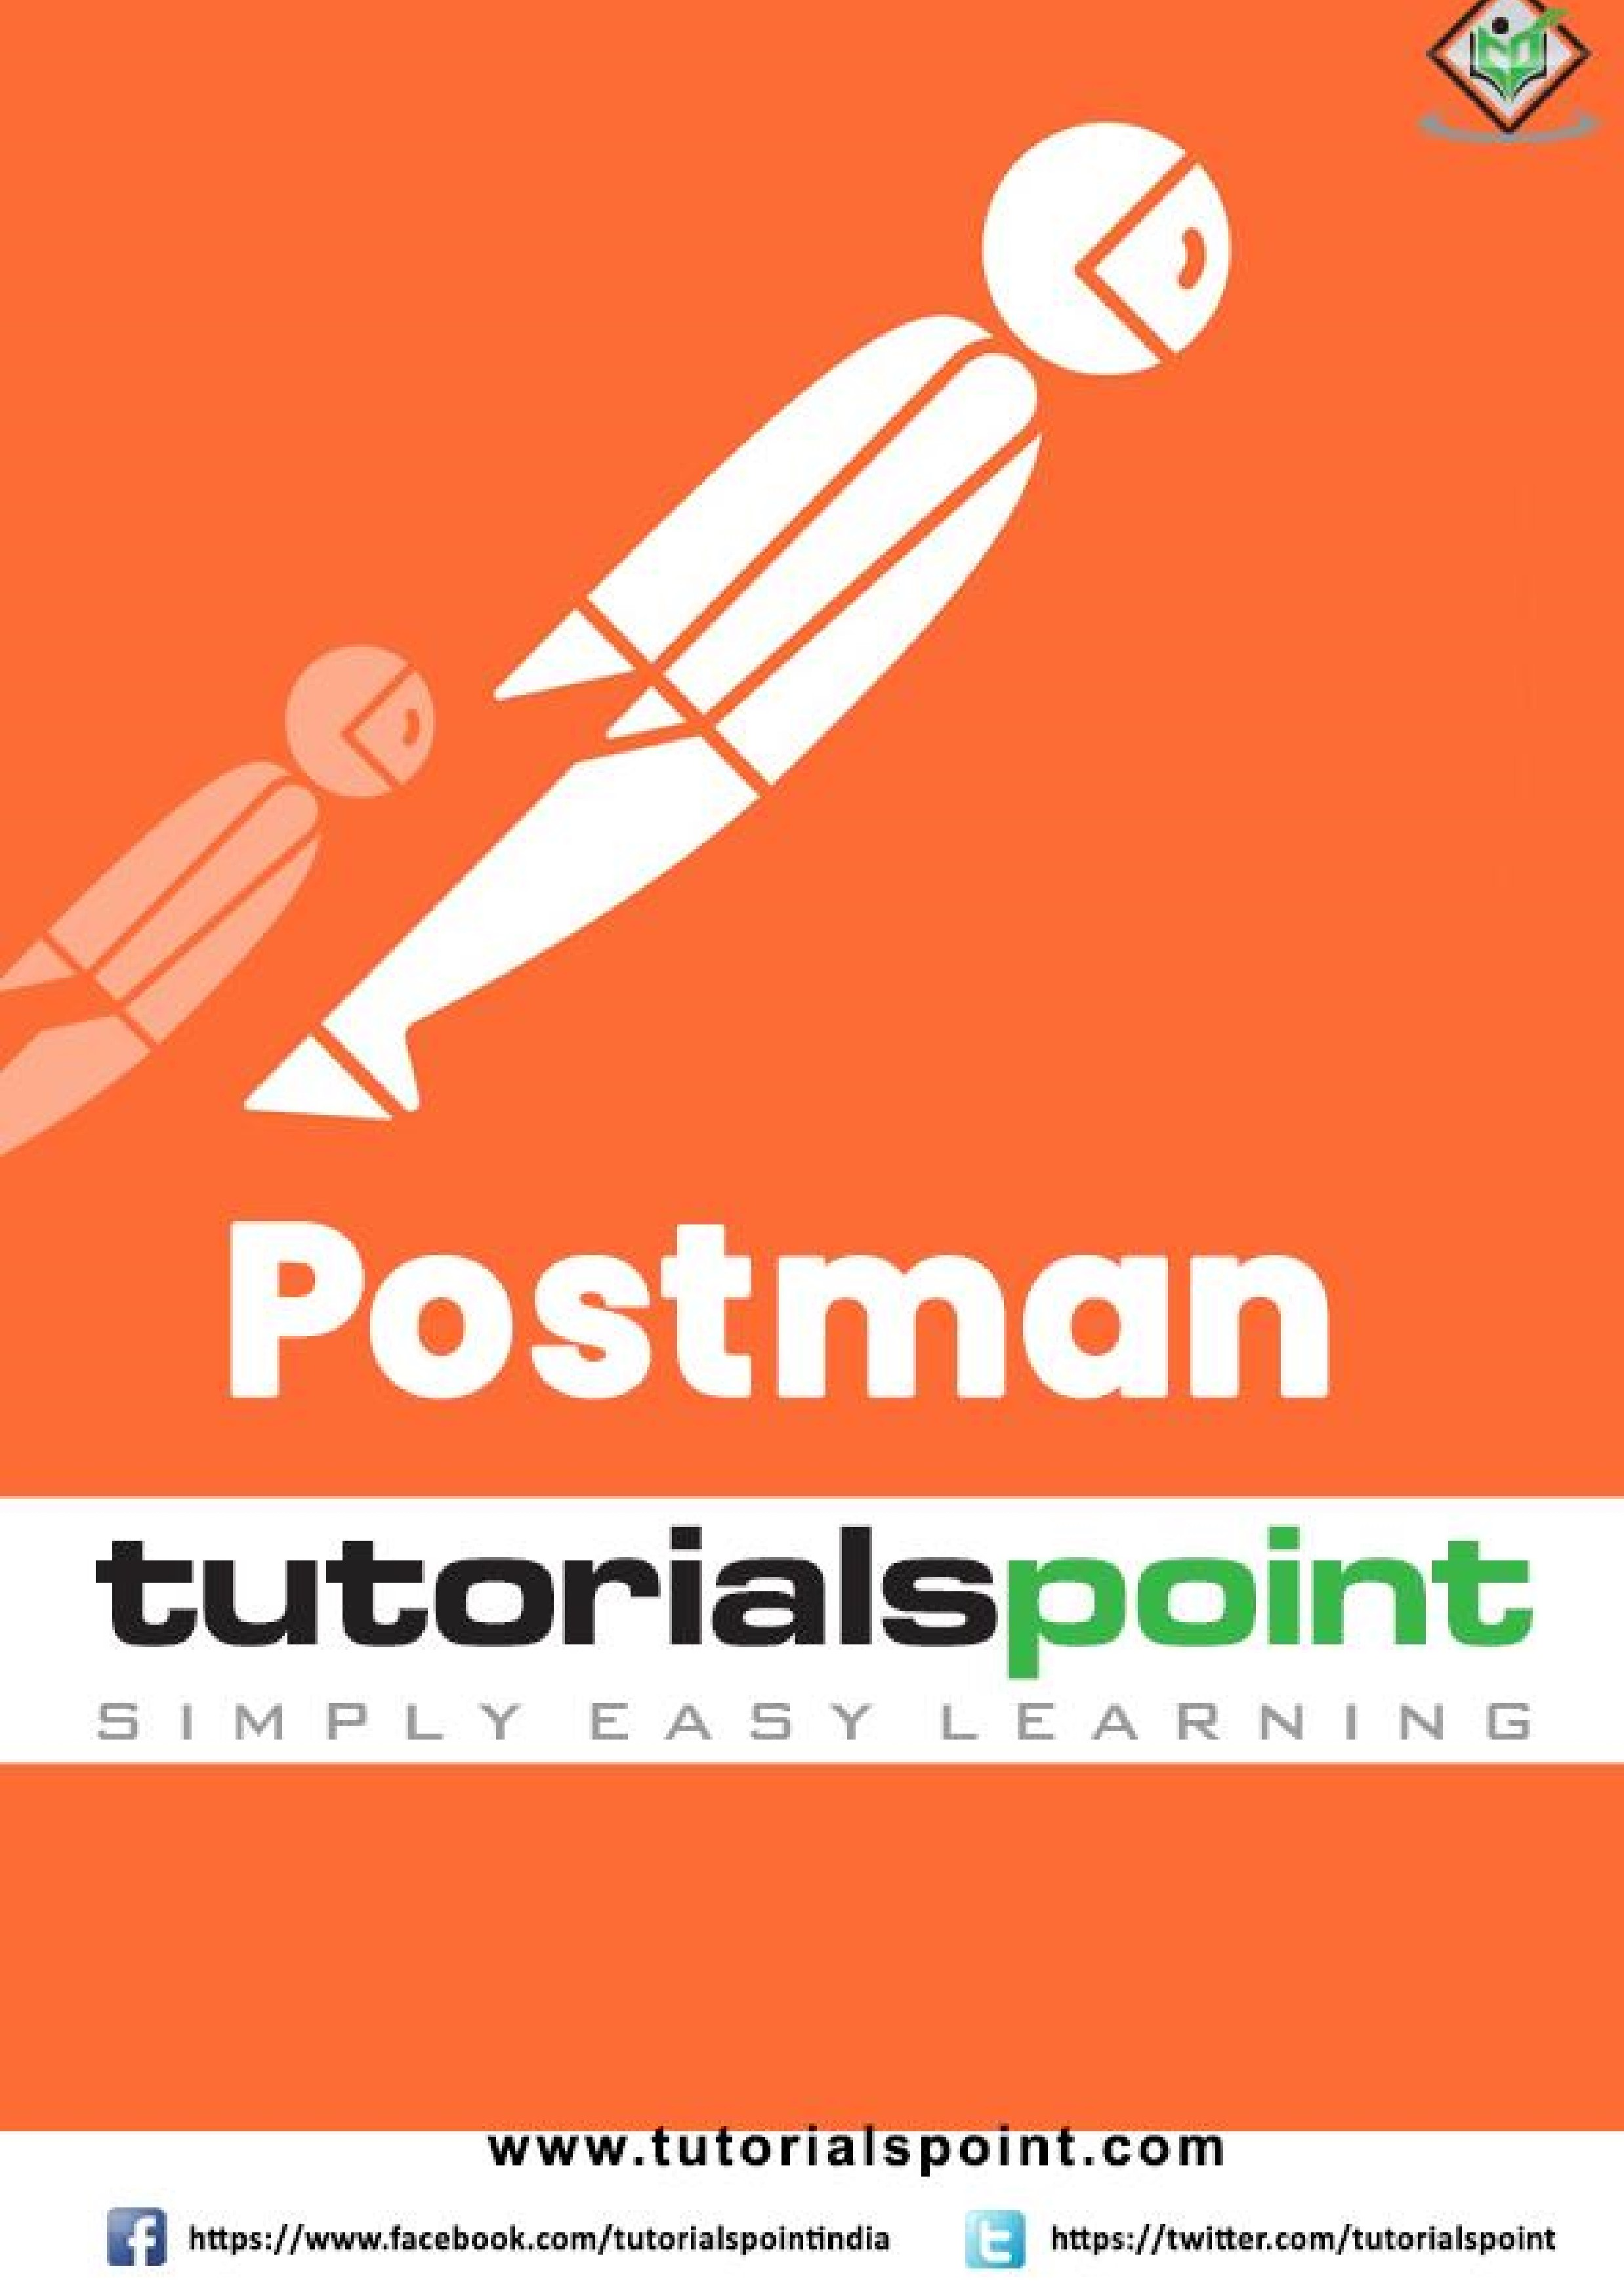 Postman
tutorialspoint
SIMPLY EASY LEARNING
www.tutorialspoint.com
https://www.facebook.com/tutorialspointindia
https://twitter.com/tutorialspoint